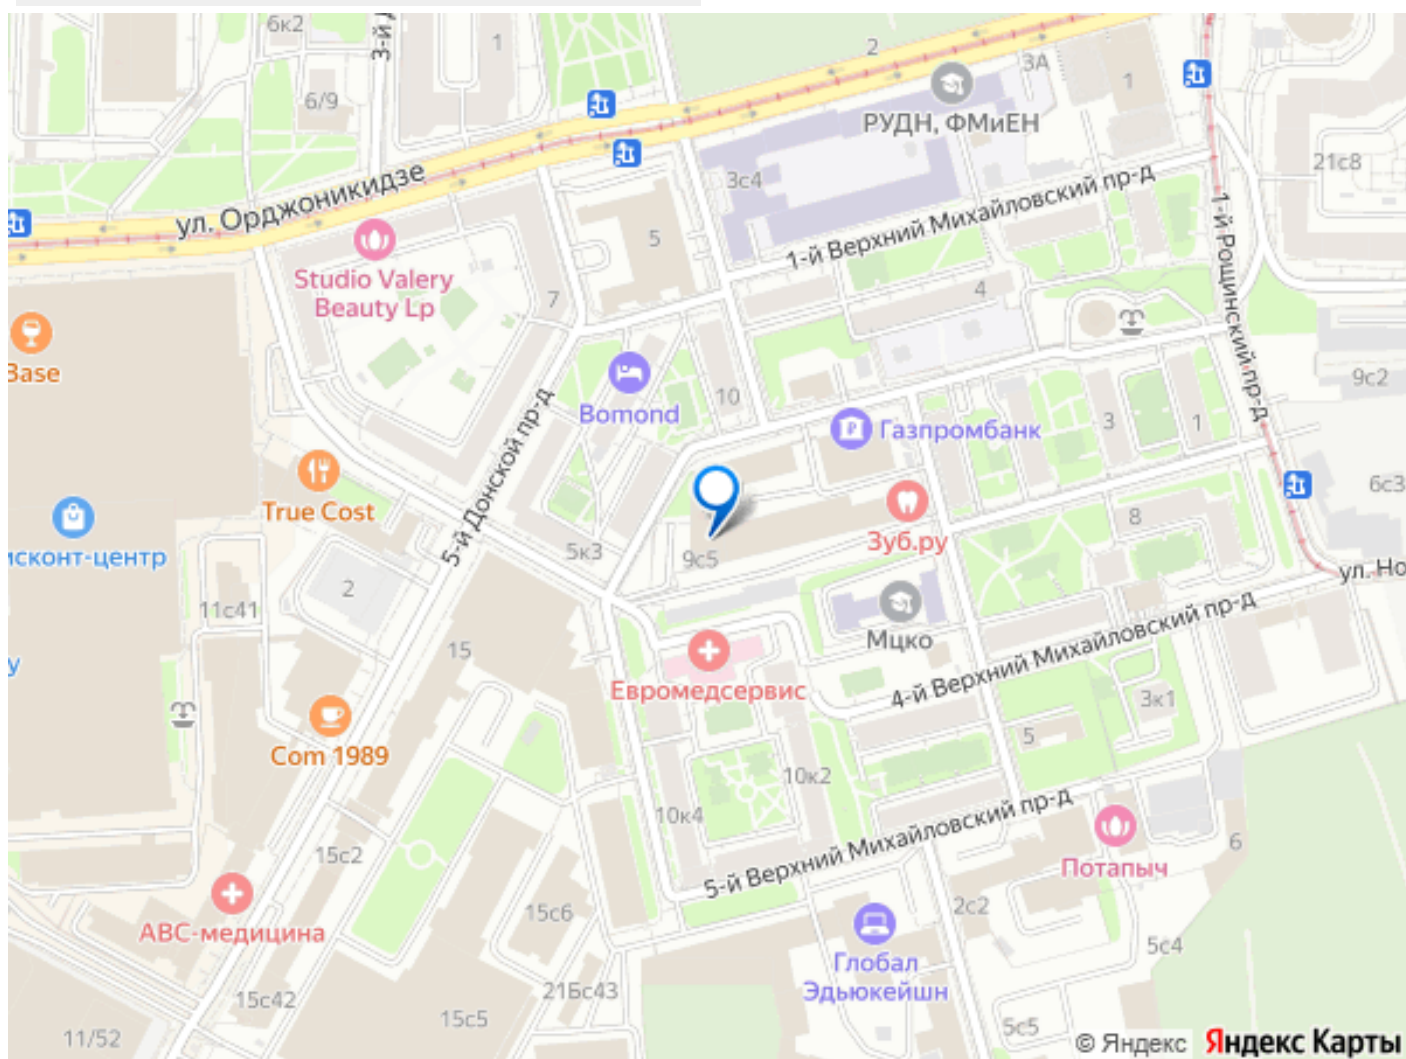 6к2
3-й Д
1
2
6/9
3А
1
РУДН, ФМиЕН
21с8
3с4
ул. Орджоникидзе
1-й Верхний Михайловский пр-д
1-й Рощинский пр-д
5
Studio Valery
Beauty Lp
7
4
Base
9с2
10
Bomond
3
1
Газпромбанк
5-й Донской пр-д
True Cost
6с3
8
исконт-центр
5к3
9с5
Зуб.ру
ул. Но
2
11с41
Мцко
4-й Верхний Михайловский пр-д
15
у
Евромедсервис
3к1
5
Com 1989
10к2
10к4
5-й Верхний Михайловский пр-д
15с2
6
Потапыч
АВС-медицина
15с6
2с2
5с4
Глобал
Эдьюкейшн
21Бс43
15с42
15с5
5с5
11/52
© Яндекс Яндекс Карты